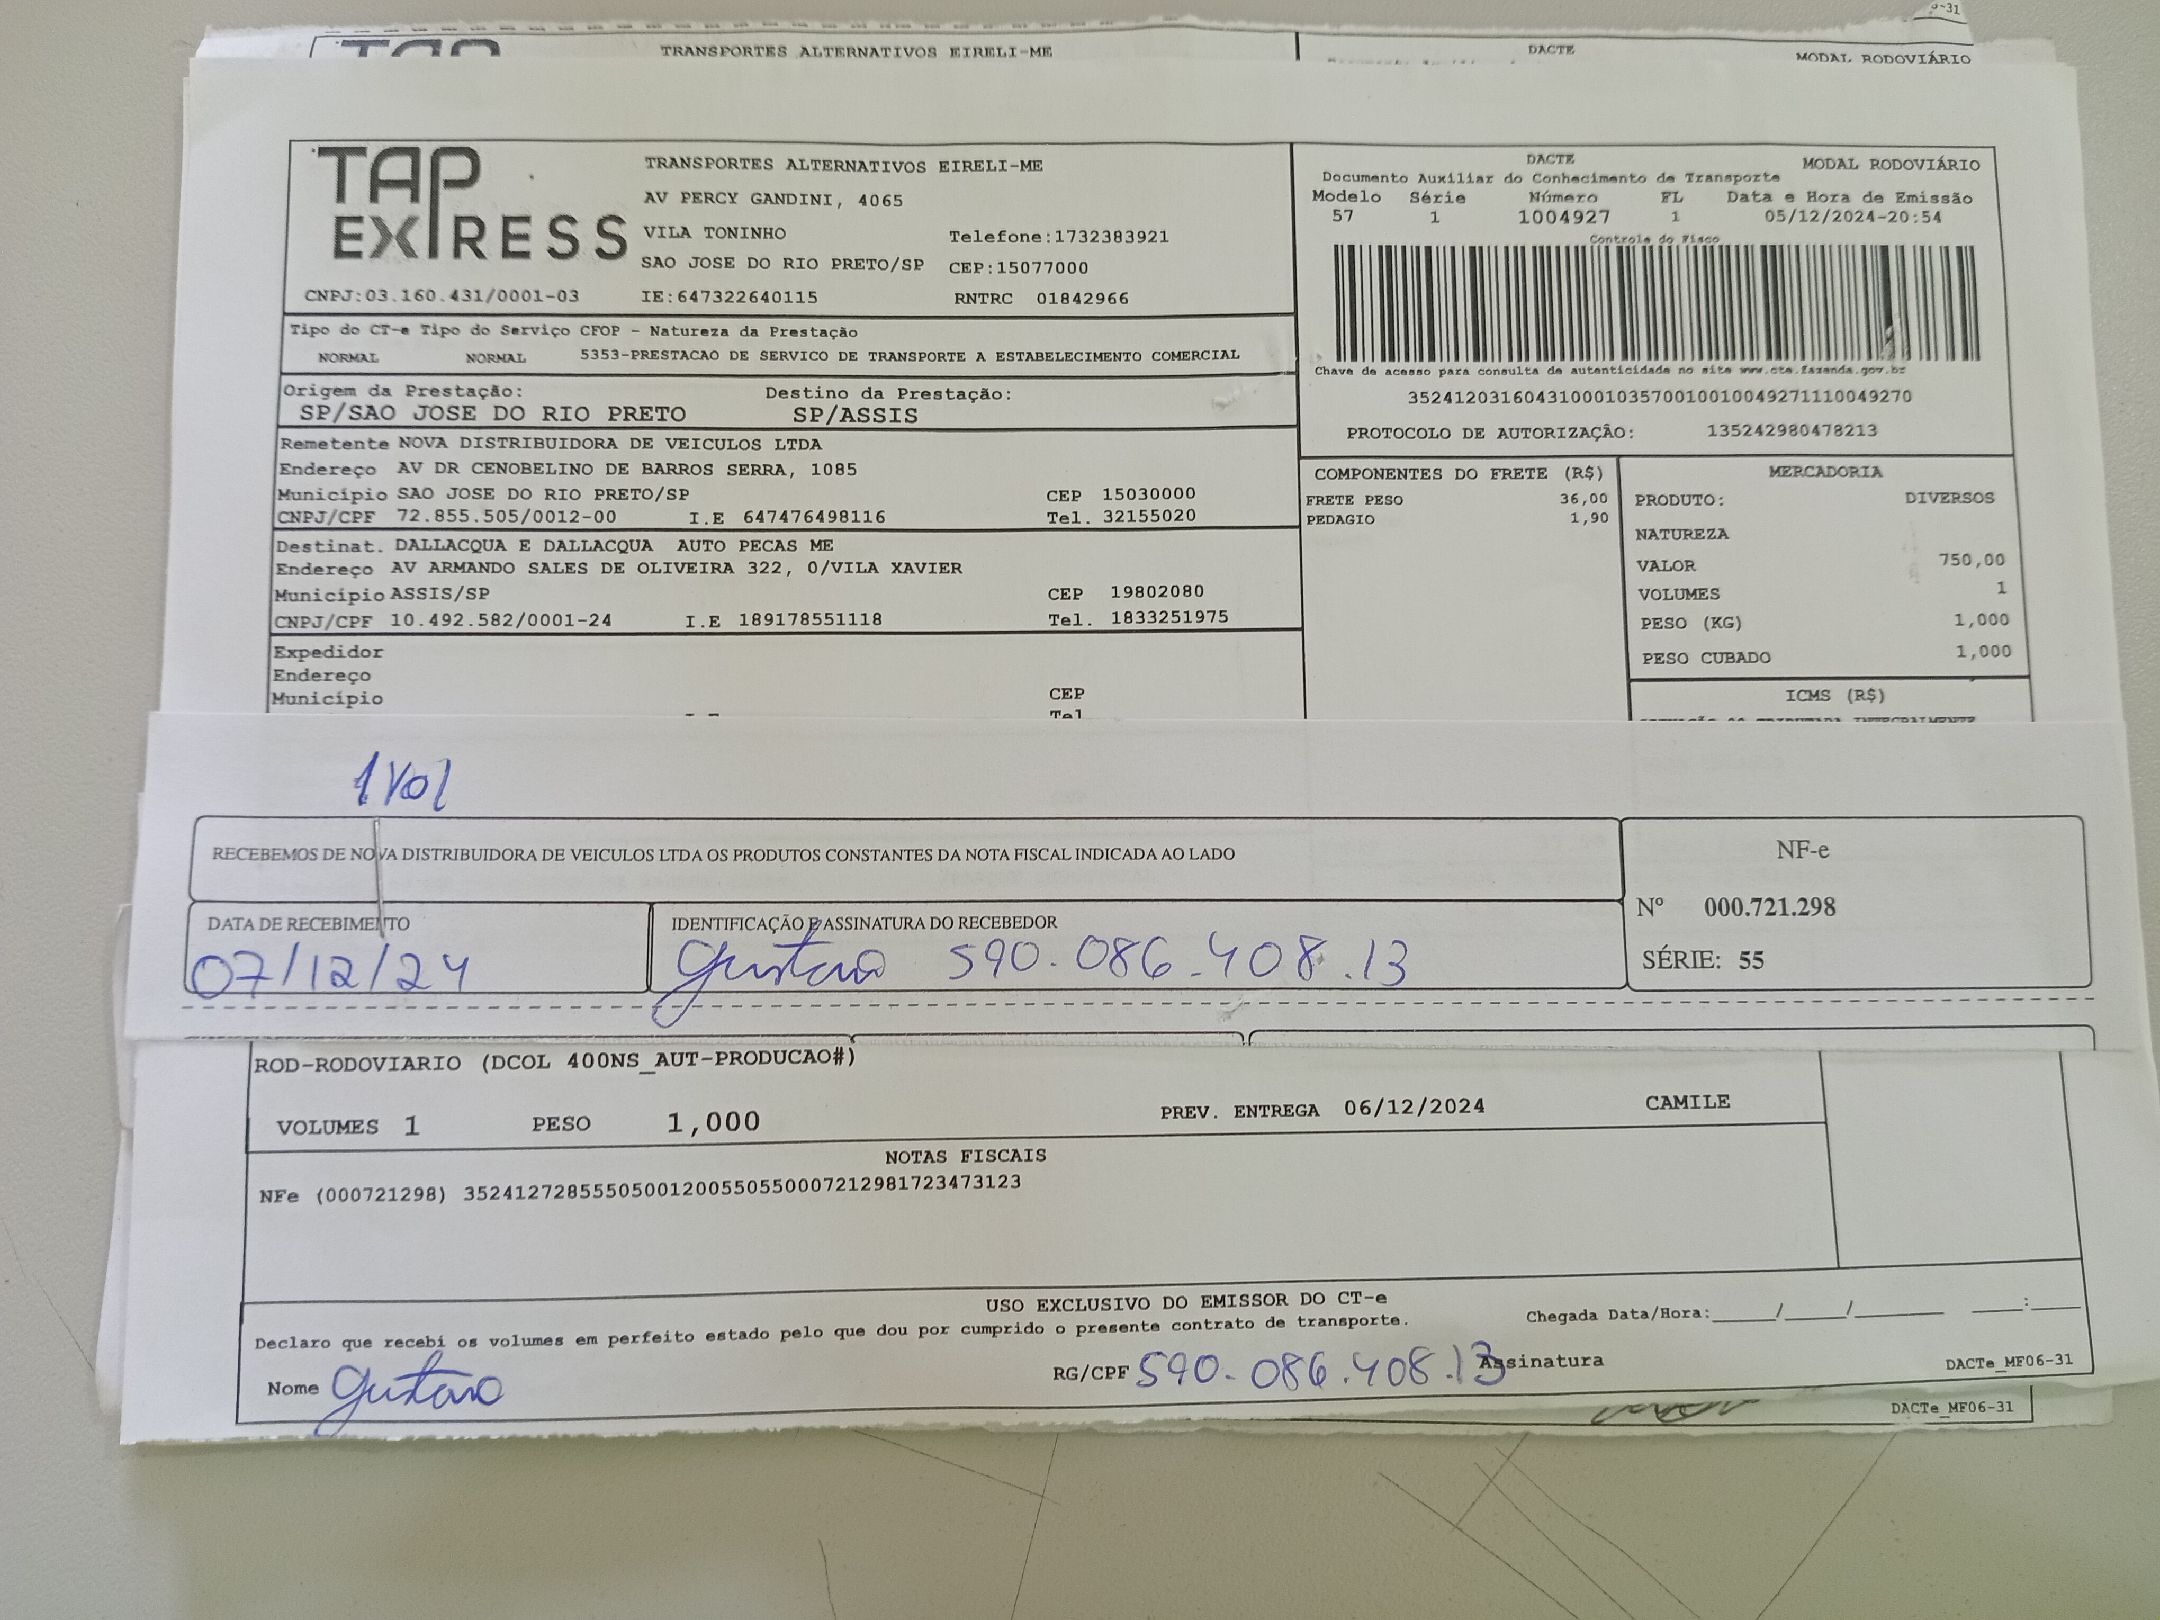 9-31
TRANSPORTES ALTERNATIVOS EIRELI-ME
DACTE
MODAL RODOVIÁRIO
TAP EXPRESS
TRANSPORTES ALTERNATIVOS EIRELI-ME
AV PERCY GANDINI, 4065
VILA TONINHO Telefone:1732383921
SAO JOSE DO RIO PRETO/SP CEP:15077000
CNPJ:03.160.431/0001-03 IE:647322640115 RNTRC 01842966
DACTE MODAL RODOVIÁRIO
Documento Auxiliar do Conhecimento de Transporte
Modelo Série Número FL Data e Hora de Emissão
57 1 1004927 1 05/12/2024-20:54
Controle do Fisco
Chave de acesso para consulta de autenticidade no site www.cte.fazenda.gov.br
35241203160431000103570010010049271110049270
PROTOCOLO DE AUTORIZAÇÃO: 135242980478213
Tipo do CT-e Tipo do Serviço CFOP - Natureza da Prestação
NORMAL NORMAL 5353-PRESTACAO DE SERVICO DE TRANSPORTE A ESTABELECIMENTO COMERCIAL
Origem da Prestação: Destino da Prestação:
SP/SAO JOSE DO RIO PRETO SP/ASSIS
Remetente NOVA DISTRIBUIDORA DE VEICULOS LTDA
Endereço AV DR CENOBELINO DE BARROS SERRA, 1085
Município SAO JOSE DO RIO PRETO/SP CEP 15030000
CNPJ/CPF 72.855.505/0012-00 I.E 647476498116 Tel. 32155020
Destinat. DALLACQUA E DALLACQUA AUTO PECAS ME
Endereço AV ARMANDO SALES DE OLIVEIRA 322, 0/VILA XAVIER
Município ASSIS/SP CEP 19802080
CNPJ/CPF 10.492.582/0001-24 I.E 189178551118 Tel. 1833251975
Expedidor
Endereço
Município CEP
Tel
COMPONENTES DO FRETE (R$)
FRETE PESO 36,00
PEDAGIO 1,90
MERCADORIA
PRODUTO: DIVERSOS
NATUREZA
VALOR 750,00
VOLUMES 1
PESO (KG) 1,000
PESO CUBADO 1,000
ICMS (R$)
1 Vol
RECEBEMOS DE NOVA DISTRIBUIDORA DE VEICULOS LTDA OS PRODUTOS CONSTANTES DA NOTA FISCAL INDICADA AO LADO
DATA DE RECEBIMENTO IDENTIFICAÇÃO E ASSINATURA DO RECEBEDOR
07/12/24 Gustavo 590.086.408.13
NF-e
Nº 000.721.298
SÉRIE: 55
ROD-RODOVIARIO (DCOL 400NS_AUT-PRODUCAO#)
VOLUMES 1 PESO 1,000 PREV. ENTREGA 06/12/2024 CAMILE
NOTAS FISCAIS
NFe (000721298) 35241272855505001200550550007212981723473123
USO EXCLUSIVO DO EMISSOR DO CT-e
Declaro que recebi os volumes em perfeito estado pelo que dou por cumprido o presente contrato de transporte. Chegada Data/Hora:_____/_____/________ ____:____
Nome Gustavo RG/CPF 590.086.408.13 Assinatura DACTe_MF06-31
DACTe_MF06-31